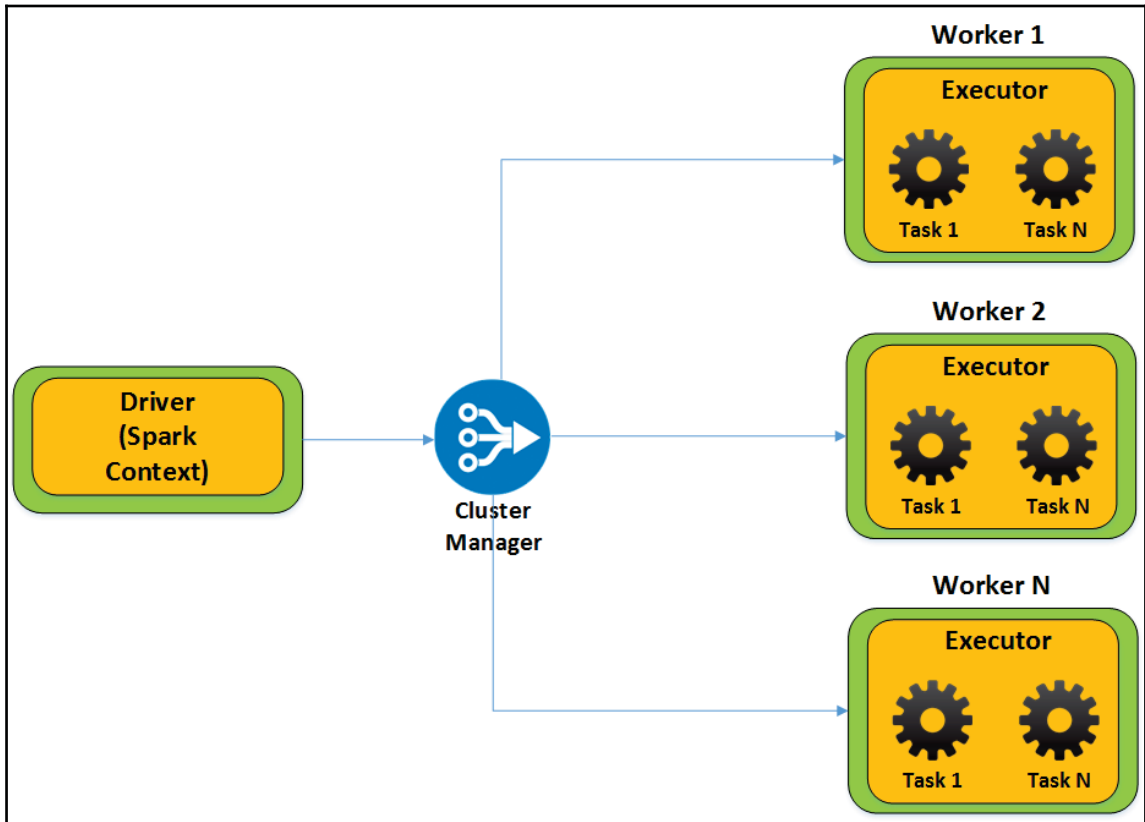 Worker 1
Executor
Task 1
Task N
Worker 2
Executor
Task 1
Task N
Driver
(Spark
Context)
Cluster
Manager
Worker N
Executor
Task 1
Task N